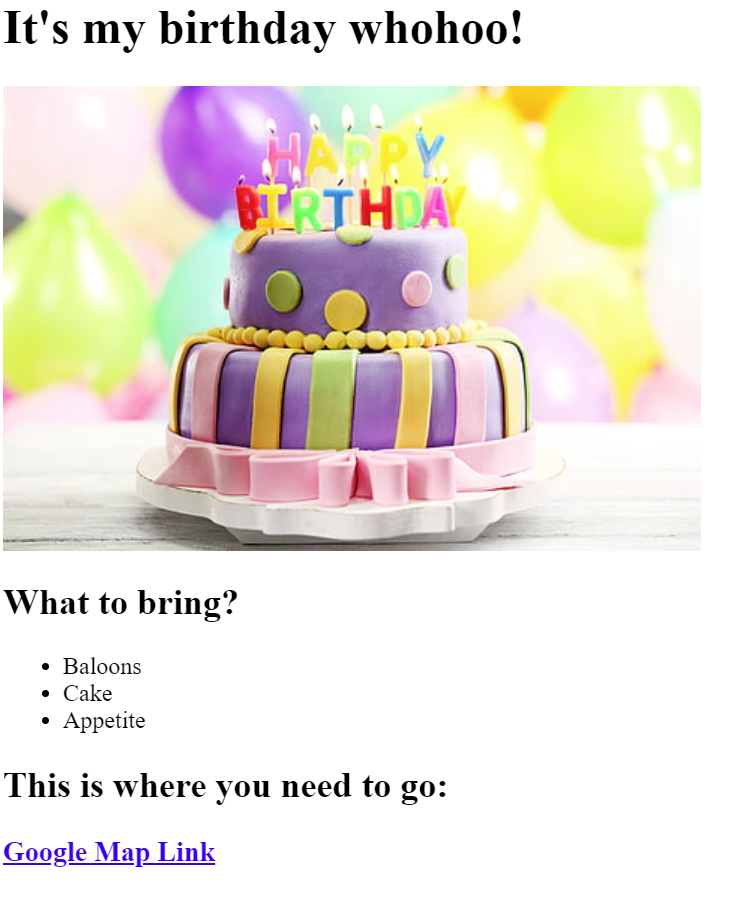 It's my birthday whohoo!
HAPPY
BIRTHDAY
What to bring?
Baloons
Cake
Appetite
This is where you need to go:
Google Map Link